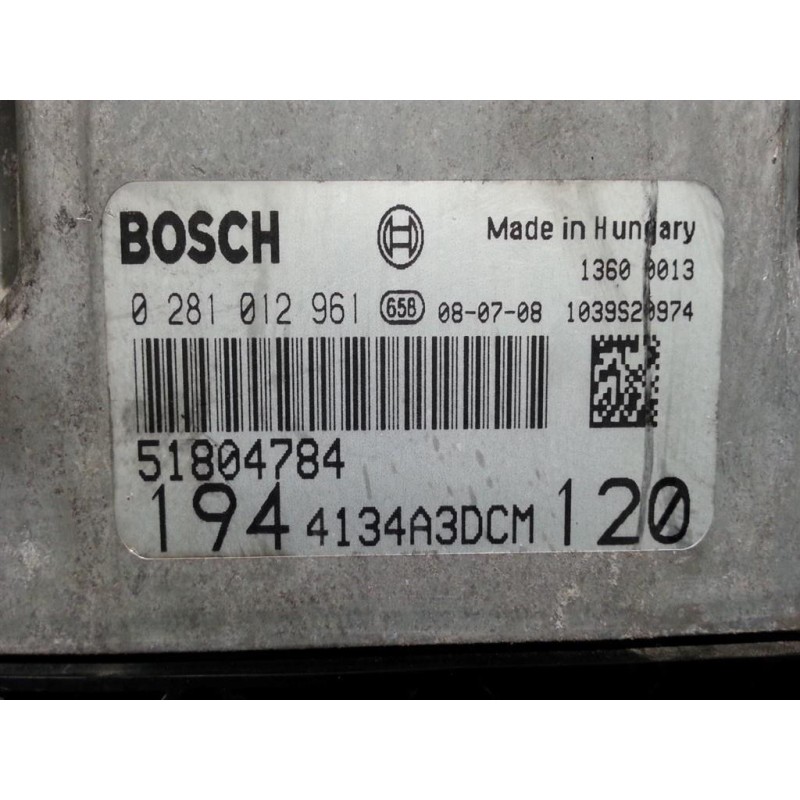 BOSCH Made in Hungary
1360 0013
0 281 012 961 658 08-07-08 1039S20974
51804784
194 4134A3DCM 120